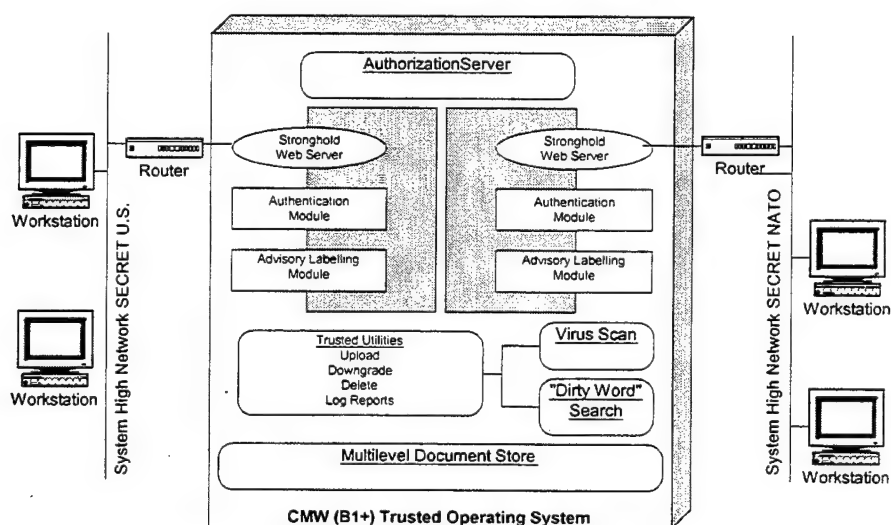 AuthorizationServer
Stronghold
Web Server
Stronghold
Web Server
Router
Router
Workstation
Authentication
Module
Authentication
Module
Advisory Labelling
Module
Advisory Labelling
Module
System High Network SECRET U.S.
System High Network SECRET NATO
Workstation
Workstation
Workstation
Trusted Utilities
Upload
Downgrade
Delete
Log Reports
Virus Scan
"Dirty Word"
Search
Multilevel Document Store
CMW (B1+) Trusted Operating System